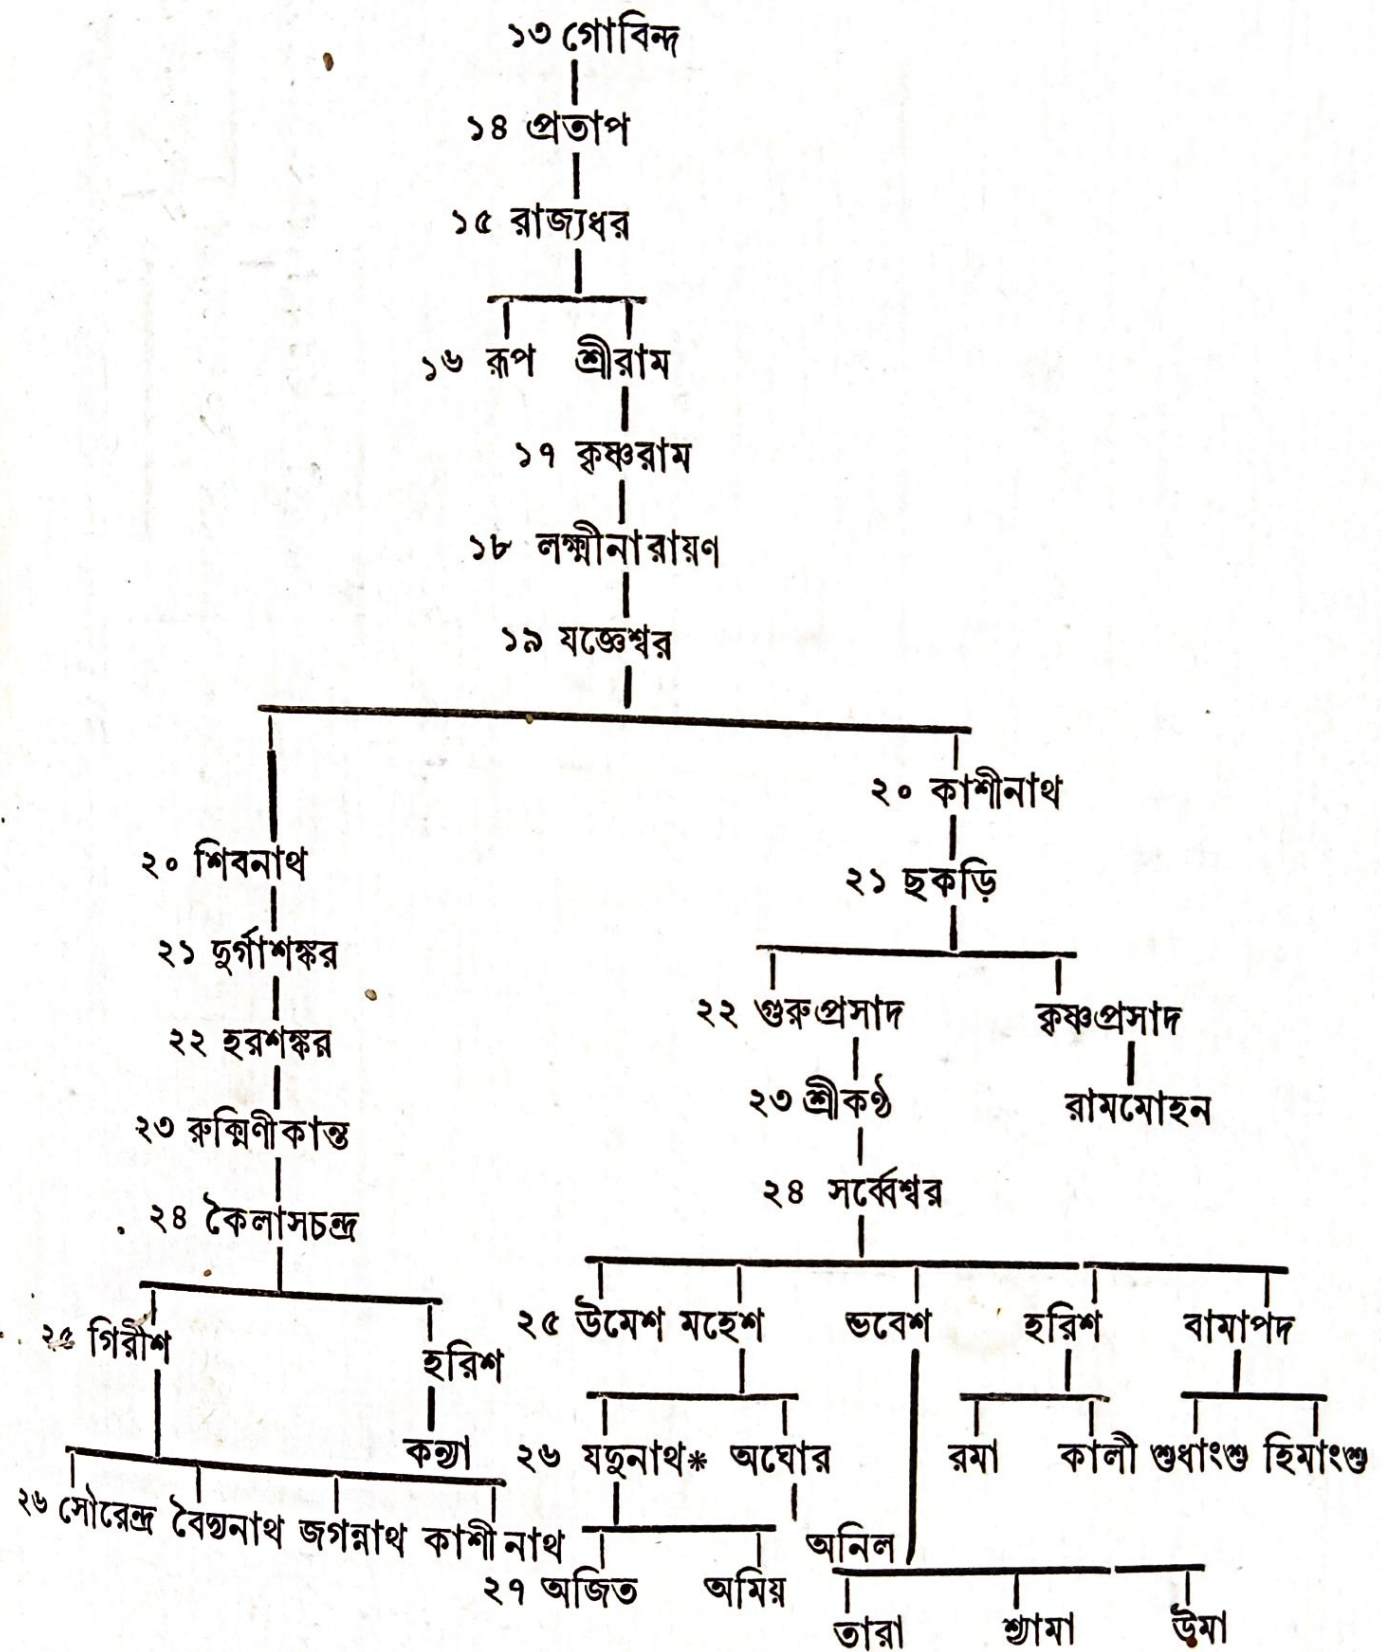 ১৩ গোবিন্দ
১৪ প্রতাপ
১৫ রাজ্যধর
১৬ রূপ শ্রীরাম
১৭ কৃষ্ণরাম
১৮ লক্ষ্মীনারায়ণ
১৯ যজ্ঞেশ্বর
২০ কাশীনাথ
২০ শিবনাথ
২১ ছকড়ি
২১ দুর্গাশঙ্কর
২২ গুরুপ্রসাদ কৃষ্ণপ্রসাদ
২২ হরশঙ্কর
২৩ শ্রীকণ্ঠ রামমোহন
২৩ রুক্মিণীকান্ত
২৪ সর্ব্বেশ্বর
২৪ কৈলাসচন্দ্র
২৫ উমেশ মহেশ ভবেশ হরিশ বামাপদ
২৫ গিরীশ হরিশ
কন্যা ২৬ যদুনাথ* অঘোর রমা কালী শুধাংশু হিমাংশু
২৬ সৌরেন্দ্র বৈদ্যনাথ জগন্নাথ কাশীনাথ অনিল
২৭ অজিত অমিয়
তারা শ্যামা উমা